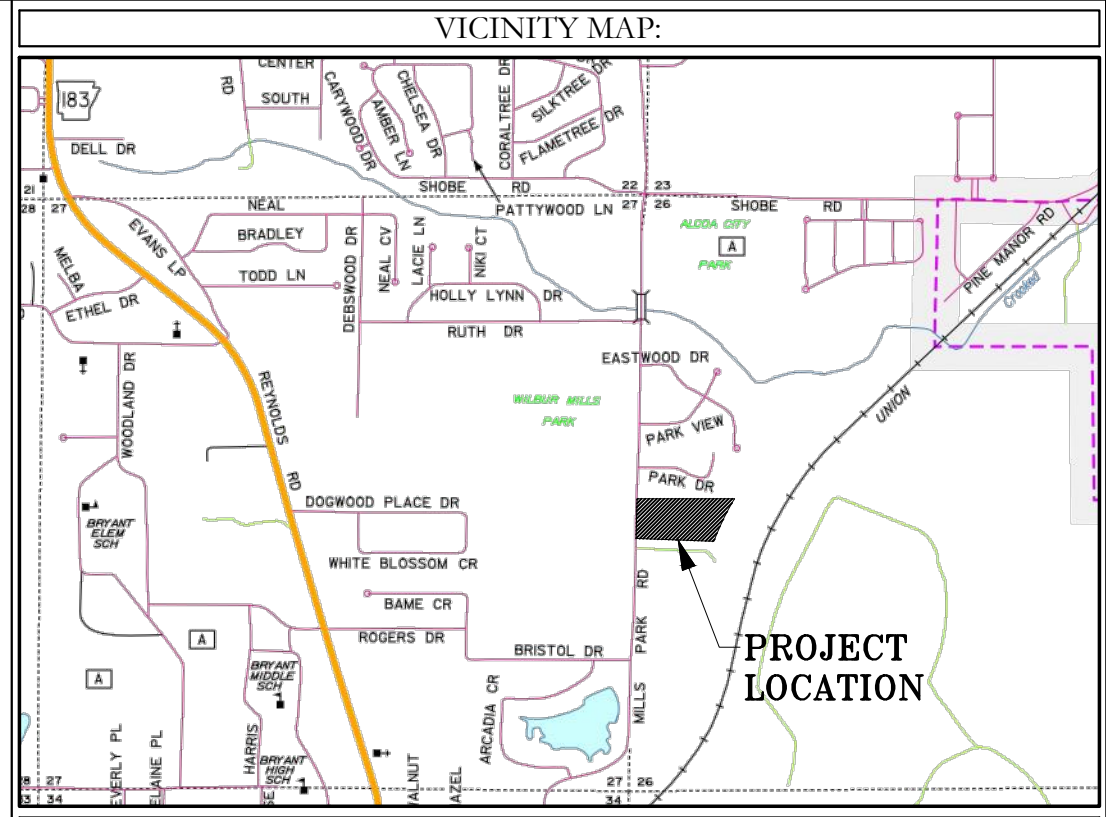 VICINITY MAP:
CENTER
RD
183
SOUTH
CARYWOOD DR
AMBER LN
CHELSEA DR
CORALTREE DR
SILKTREE DR
FLAMETREE DR
DELL DR
SHOBE RD
PATTYWOOD LN
21
28 27
22 23
27 26
SHOBE RD
NEAL
BRADLEY
EVANS LP
TODD LN
DEBSWOOD DR
NEAL CV
LACIE LN
NIKI CT
HOLLY LYNN DR
RUTH DR
ALCOA CITY
PARK
A
PINE MANOR RD
Crooked
UNION
MELBA
ETHEL DR
WOODLAND DR
REYNOLDS RD
EASTWOOD DR
WILBUR MILLS
PARK
PARK VIEW
PARK DR
DOGWOOD PLACE DR
WHITE BLOSSOM CR
BAME CR
ROGERS DR
BRISTOL DR
BRYANT
ELEM
SCH
A
A
BRYANT
MIDDLE
SCH
HARRIS
BRYANT
HIGH
SCH
ARCADIA CR
MILLS PARK RD
PROJECT
LOCATION
EVERLY PL
ELAINE PL
SE
ALNUT
AZEL
28 27
33 34
27 26
34